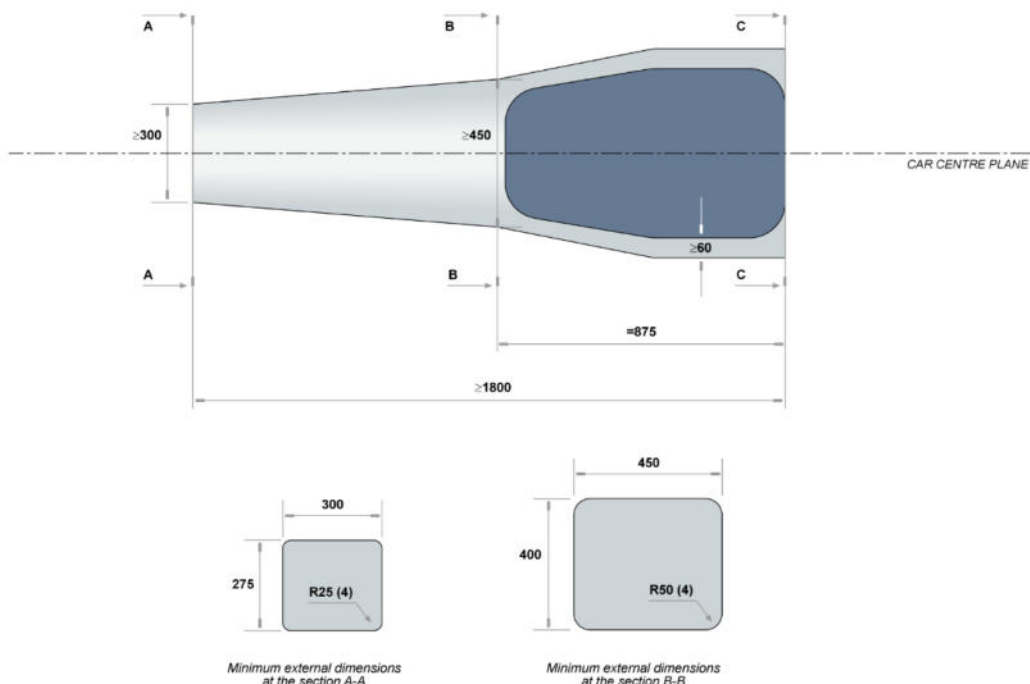 A
B
C
≥300
≥450
CAR CENTRE PLANE
≥60
A
B
C
=875
≥1800
300
450
275
400
R25 (4)
R50 (4)
Minimum external dimensions
at the section A-A
Minimum external dimensions
at the section B-B